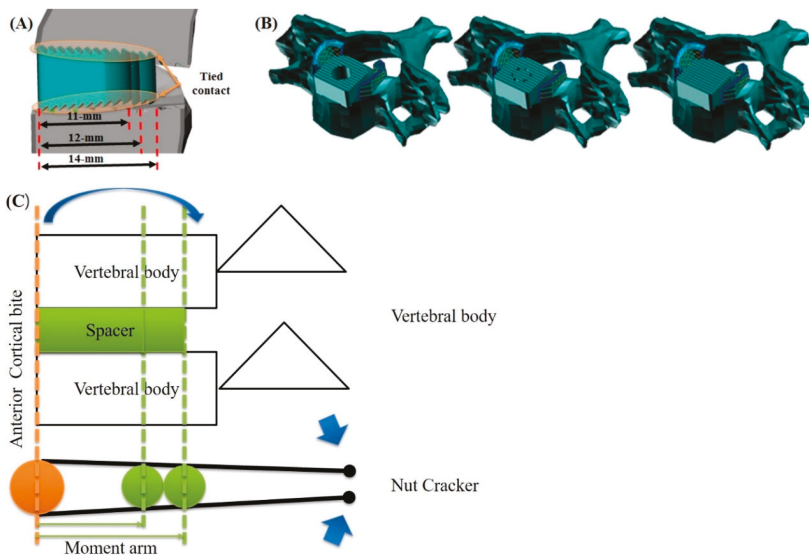 (A)
Tied
contact
11-mm
12-mm
14-mm
(B)
(C)
Vertebral body
Spacer
Vertebral body
Anterior Cortical bite
Vertebral body
Nut Cracker
Moment arm